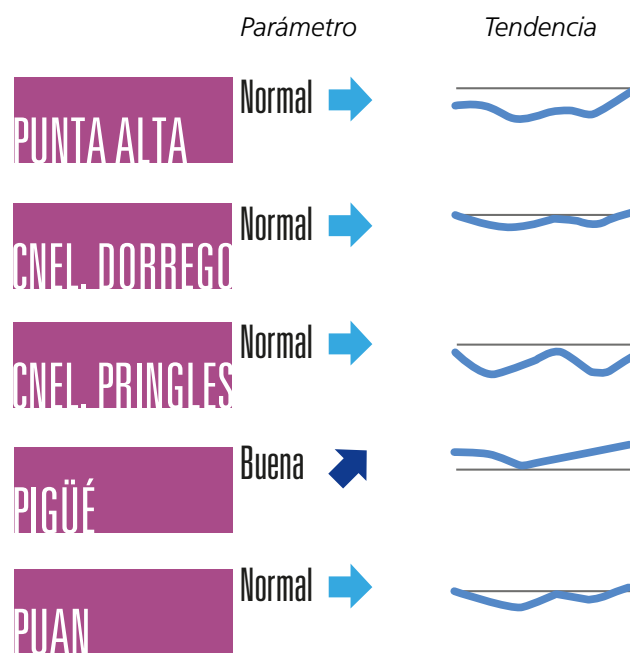 Parámetro Tendencia
Normal
PUNTA ALTA
Normal
CNEL. DORREGO
Normal
CNEL. PRINGLES
Buena
PIGÜÉ
Normal
PUAN